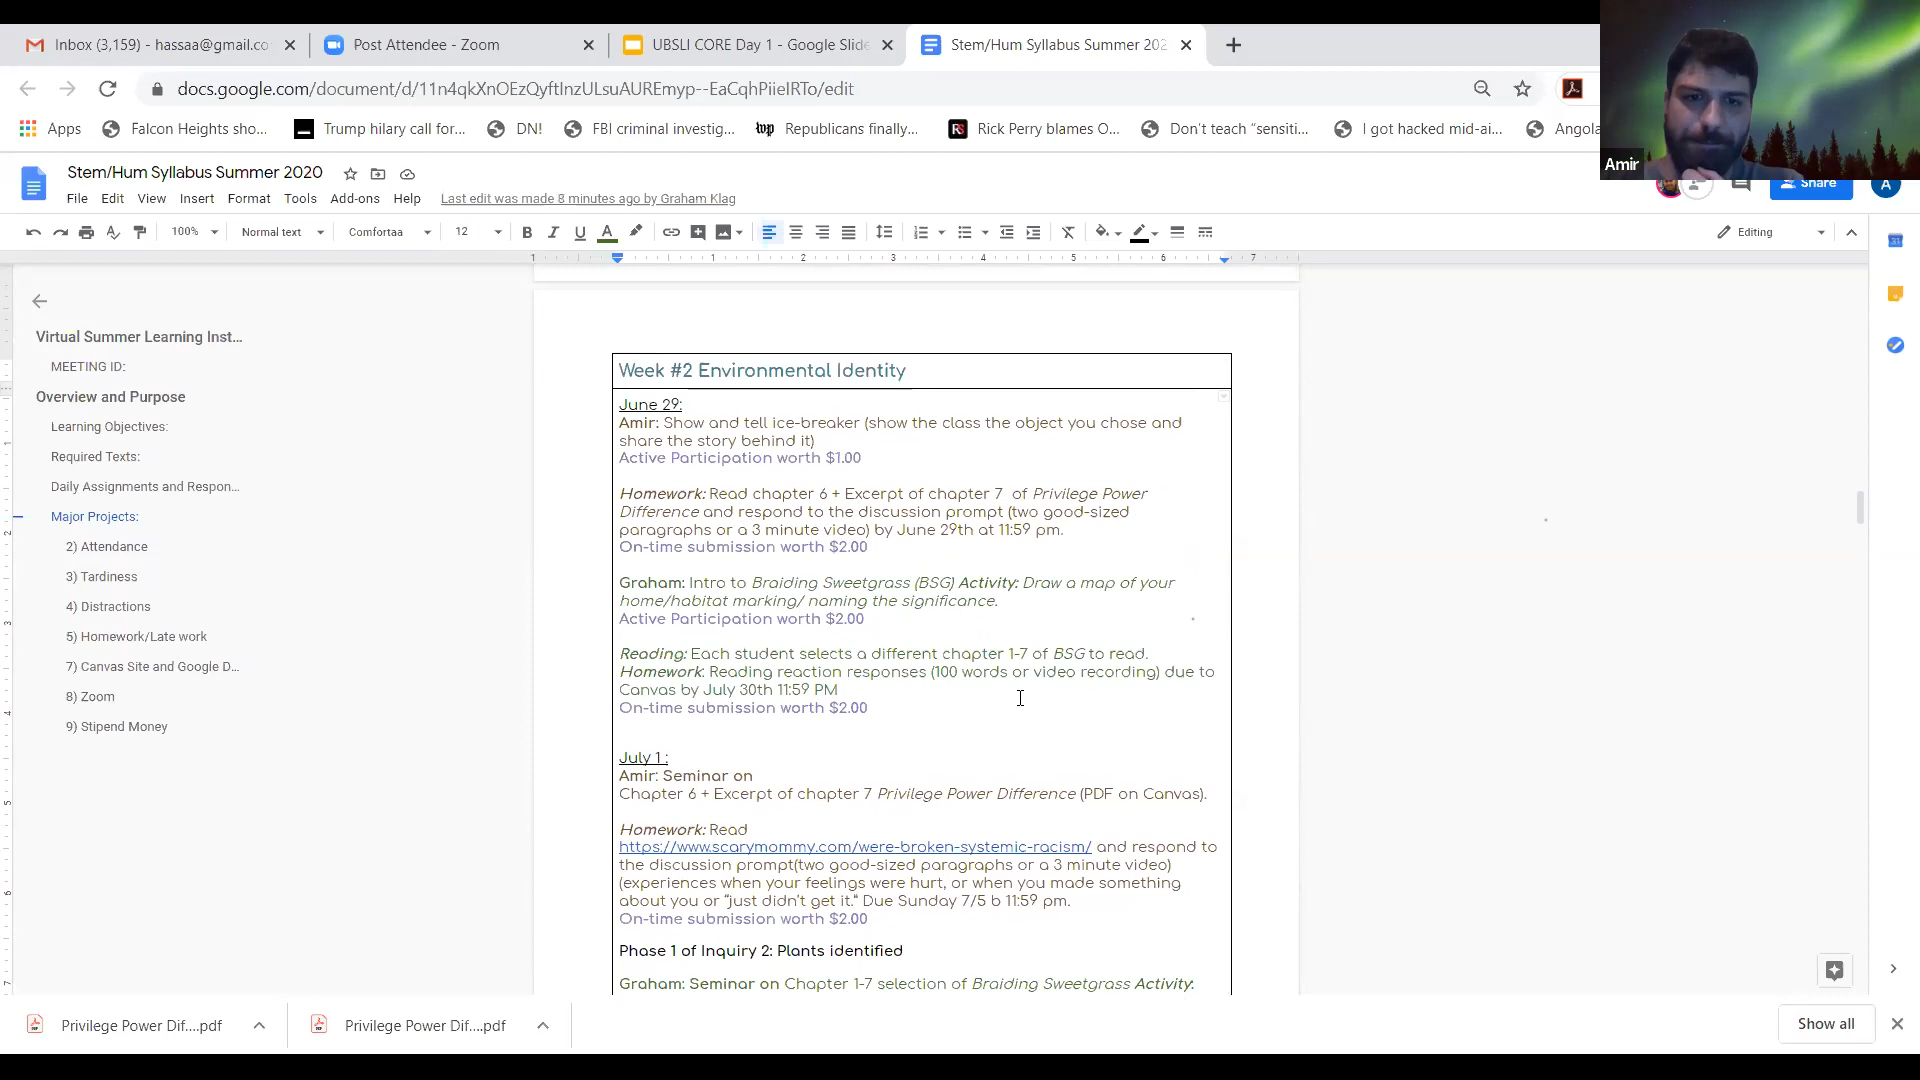 Inbox (3,159) - hassaa@gmail.co
Post Attendee - Zoom
UBSLI CORE Day 1 - Google Slide
Stem/Hum Syllabus Summer 202
docs.google.com/document/d/11n4qkXnOEzQyftInzULsuAUREmyp--EaCqhPiieIRTo/edit
Apps
Falcon Heights sho...
Trump hilary call for...
DN!
FBI criminal investig...
wp
Republicans finally...
RS
Rick Perry blames O...
Don't teach "sensiti...
I got hacked mid-ai...
Angola
Amir
Stem/Hum Syllabus Summer 2020
File Edit View Insert Format Tools Add-ons Help Last edit was made 8 minutes ago by Graham Klag
Share
A
100% Normal text Comfortaa 12 B I U A Editing
1 1 2 3 4 5 6 7
Virtual Summer Learning Inst...
MEETING ID:
Overview and Purpose
Learning Objectives:
Required Texts:
Daily Assignments and Respon...
Major Projects:
2) Attendance
3) Tardiness
4) Distractions
5) Homework/Late work
7) Canvas Site and Google D...
8) Zoom
9) Stipend Money
1
2
3
4
5
6
7
Week #2 Environmental Identity
June 29:
Amir: Show and tell ice-breaker (show the class the object you chose and
share the story behind it)
Active Participation worth $1.00
Homework: Read chapter 6 + Excerpt of chapter 7 of Privilege Power
Difference and respond to the discussion prompt (two good-sized
paragraphs or a 3 minute video) by June 29th at 11:59 pm.
On-time submission worth $2.00
Graham: Intro to Braiding Sweetgrass (BSG) Activity: Draw a map of your
home/habitat marking/ naming the significance.
Active Participation worth $2.00
Reading: Each student selects a different chapter 1-7 of BSG to read.
Homework: Reading reaction responses (100 words or video recording) due to
Canvas by July 30th 11:59 PM
On-time submission worth $2.00
July 1 :
Amir: Seminar on
Chapter 6 + Excerpt of chapter 7 Privilege Power Difference (PDF on Canvas).
Homework: Read
https://www.scarymommy.com/were-broken-systemic-racism/ and respond to
the discussion prompt(two good-sized paragraphs or a 3 minute video)
(experiences when your feelings were hurt, or when you made something
about you or "just didn't get it." Due Sunday 7/5 b 11:59 pm.
On-time submission worth $2.00
Phase 1 of Inquiry 2: Plants identified
Graham: Seminar on Chapter 1-7 selection of Braiding Sweetgrass Activity:
Privilege Power Dif....pdf
Privilege Power Dif....pdf
Show all